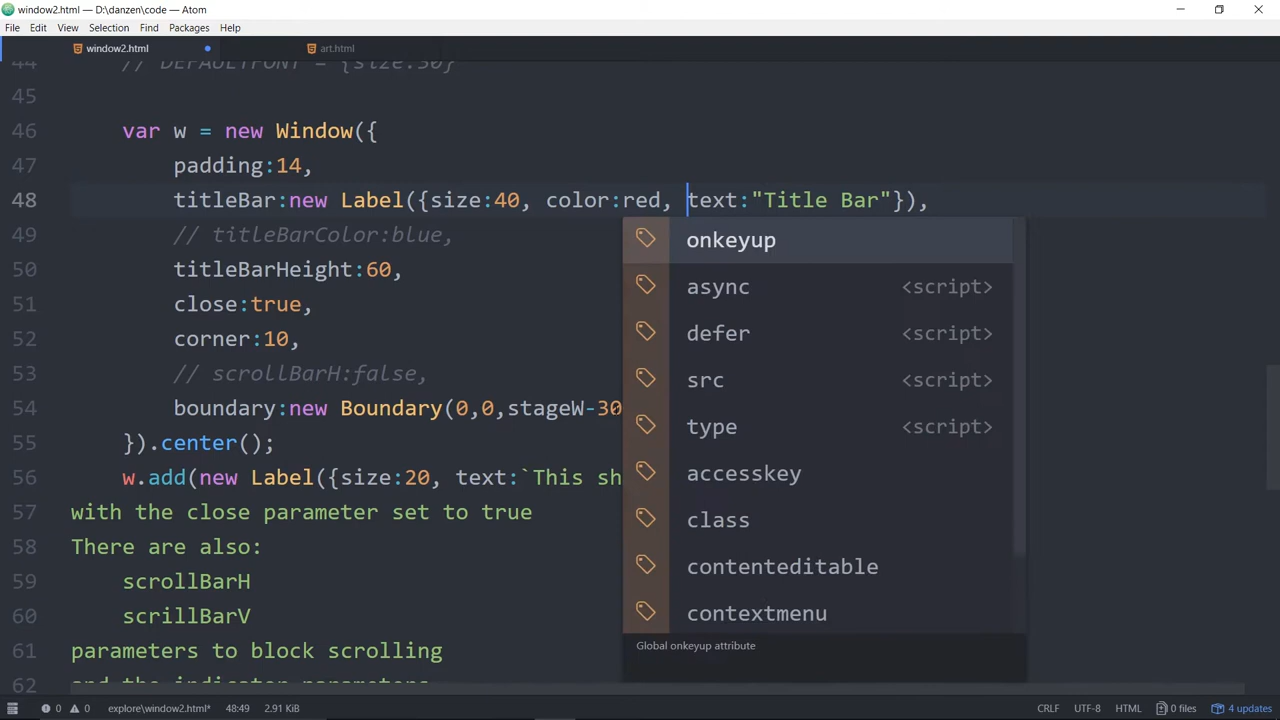 window2.html — D:\danzen\code — Atom
File Edit View Selection Find Packages Help
window2.html art.html
44 // DEFAULTFONT = {size:30}
45
46 var w = new Window({
47 padding:14,
48 titleBar:new Label({size:40, color:red, text:"Title Bar"}),
49 // titleBarColor:blue,
50 titleBarHeight:60,
51 close:true,
52 corner:10,
53 // scrollBarH:false,
54 boundary:new Boundary(0,0,stageW-30
55 }).center();
56 w.add(new Label({size:20, text:`This sh
57 with the close parameter set to true
58 There are also:
59 scrollBarH
60 scrillBarV
61 parameters to block scrolling
62 and the indicator parameters
onkeyup
async <script>
defer <script>
src <script>
type <script>
accesskey
class
contenteditable
contextmenu
Global onkeyup attribute
0 0 explore\window2.html* 48:49 2.91 KiB CRLF UTF-8 HTML 0 files 4 updates